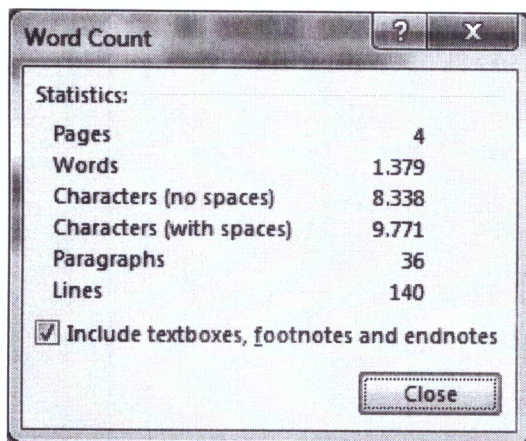 Word Count
?
X
Statistics:
Pages 4
Words 1.379
Characters (no spaces) 8.338
Characters (with spaces) 9.771
Paragraphs 36
Lines 140
Include textboxes, footnotes and endnotes
Close